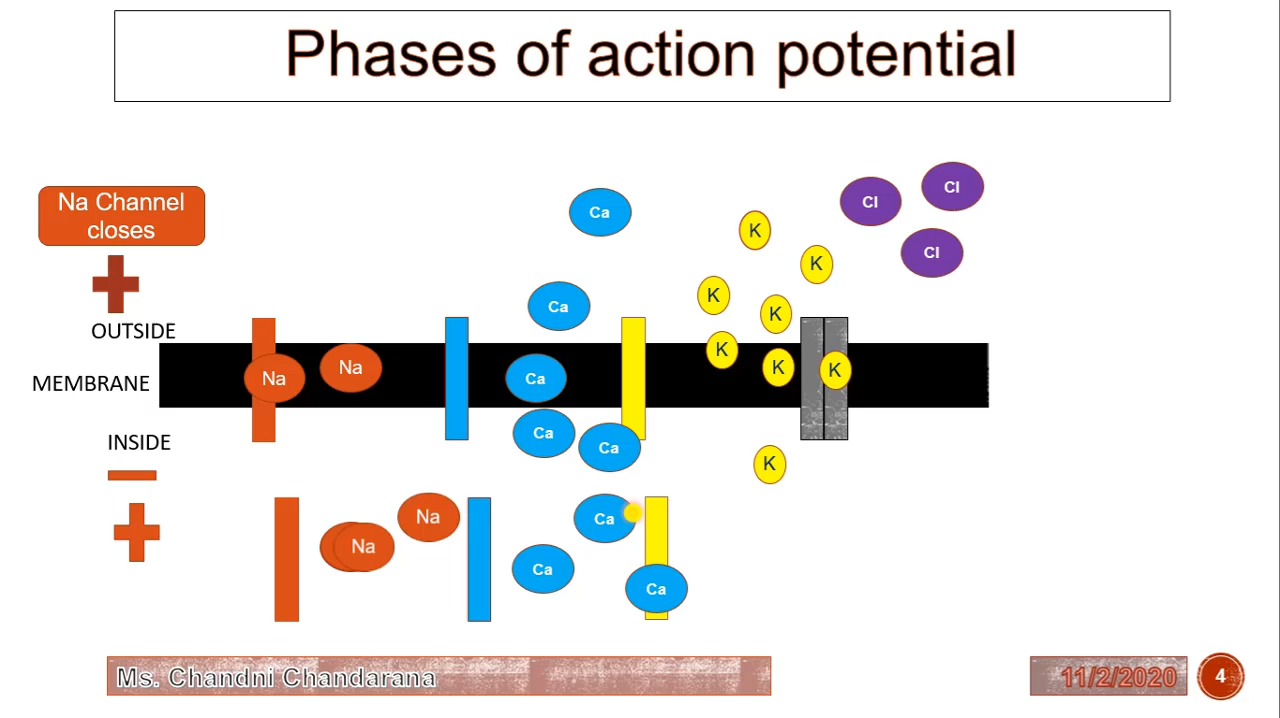 Phases of action potential
Na Channel
closes
OUTSIDE
MEMBRANE
INSIDE
Ca
Cl
Cl
K
Cl
K
K
Ca
K
K
Na
Na
Ca
K
K
Ca
Ca
K
Na
Ca
Na
Ca
Ca
Ms. Chandni Chandarana
11/2/2020
4